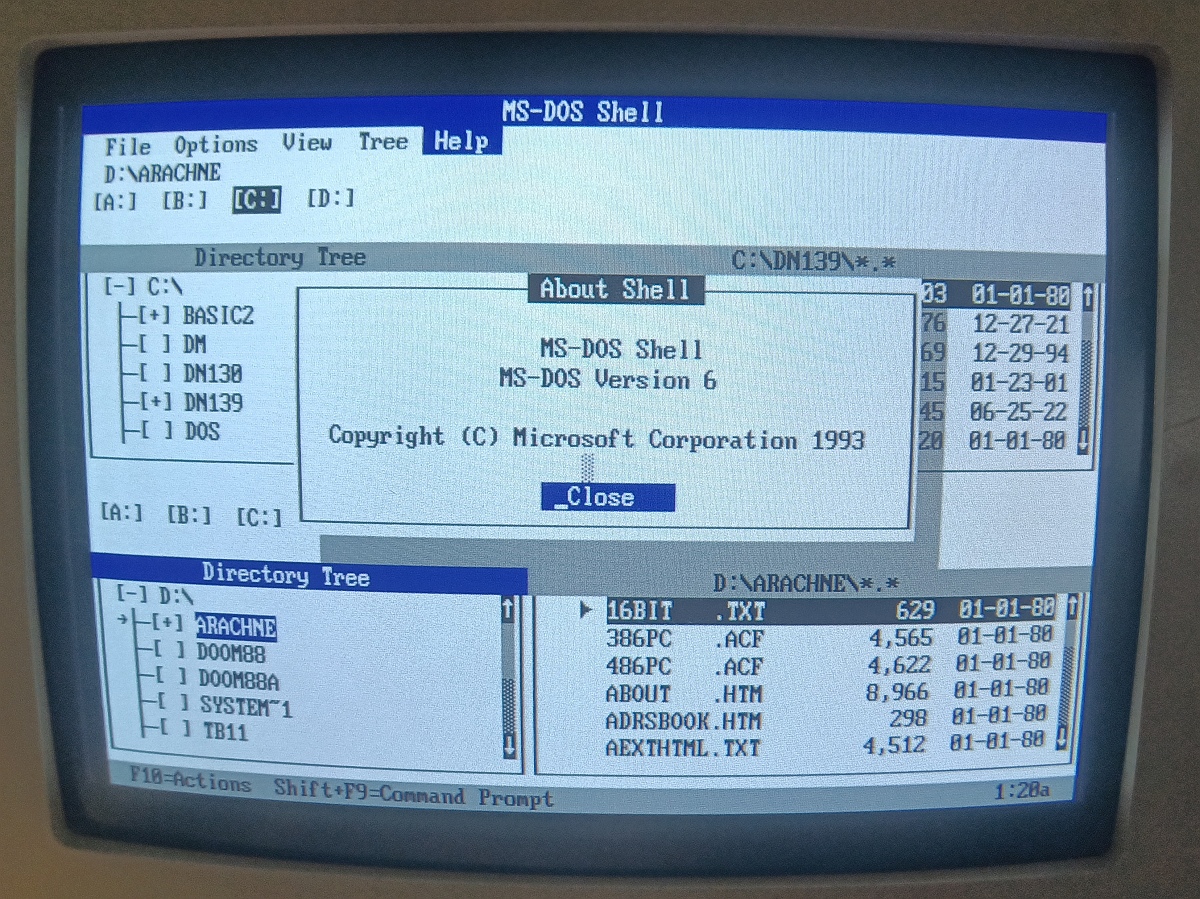 MS-DOS Shell
File Options View Tree Help
D:\ARACHNE
[A:] [B:] [C:] [D:]
Directory Tree C:\DN139\*.*
[-] C:\
[+] BASIC2
[ ] DM
[ ] DN130
[+] DN139
[ ] DOS
03 01-01-80
76 12-27-21
69 12-29-94
15 01-23-01
45 06-25-22
20 01-01-80
About Shell
MS-DOS Shell
MS-DOS Version 6
Copyright (C) Microsoft Corporation 1993
_Close
[A:] [B:] [C:]
Directory Tree D:\ARACHNE\*.*
[-] D:\
[+] ARACHNE
[ ] DOOM88
[ ] DOOM88A
[ ] SYSTEM~1
[ ] TB11
16BIT .TXT 629 01-01-80
386PC .ACF 4,565 01-01-80
486PC .ACF 4,622 01-01-80
ABOUT .HTM 8,966 01-01-80
ADRSBOOK.HTM 298 01-01-80
AEXTHTML.TXT 4,512 01-01-80
F10=Actions Shift+F9=Command Prompt 1:20a